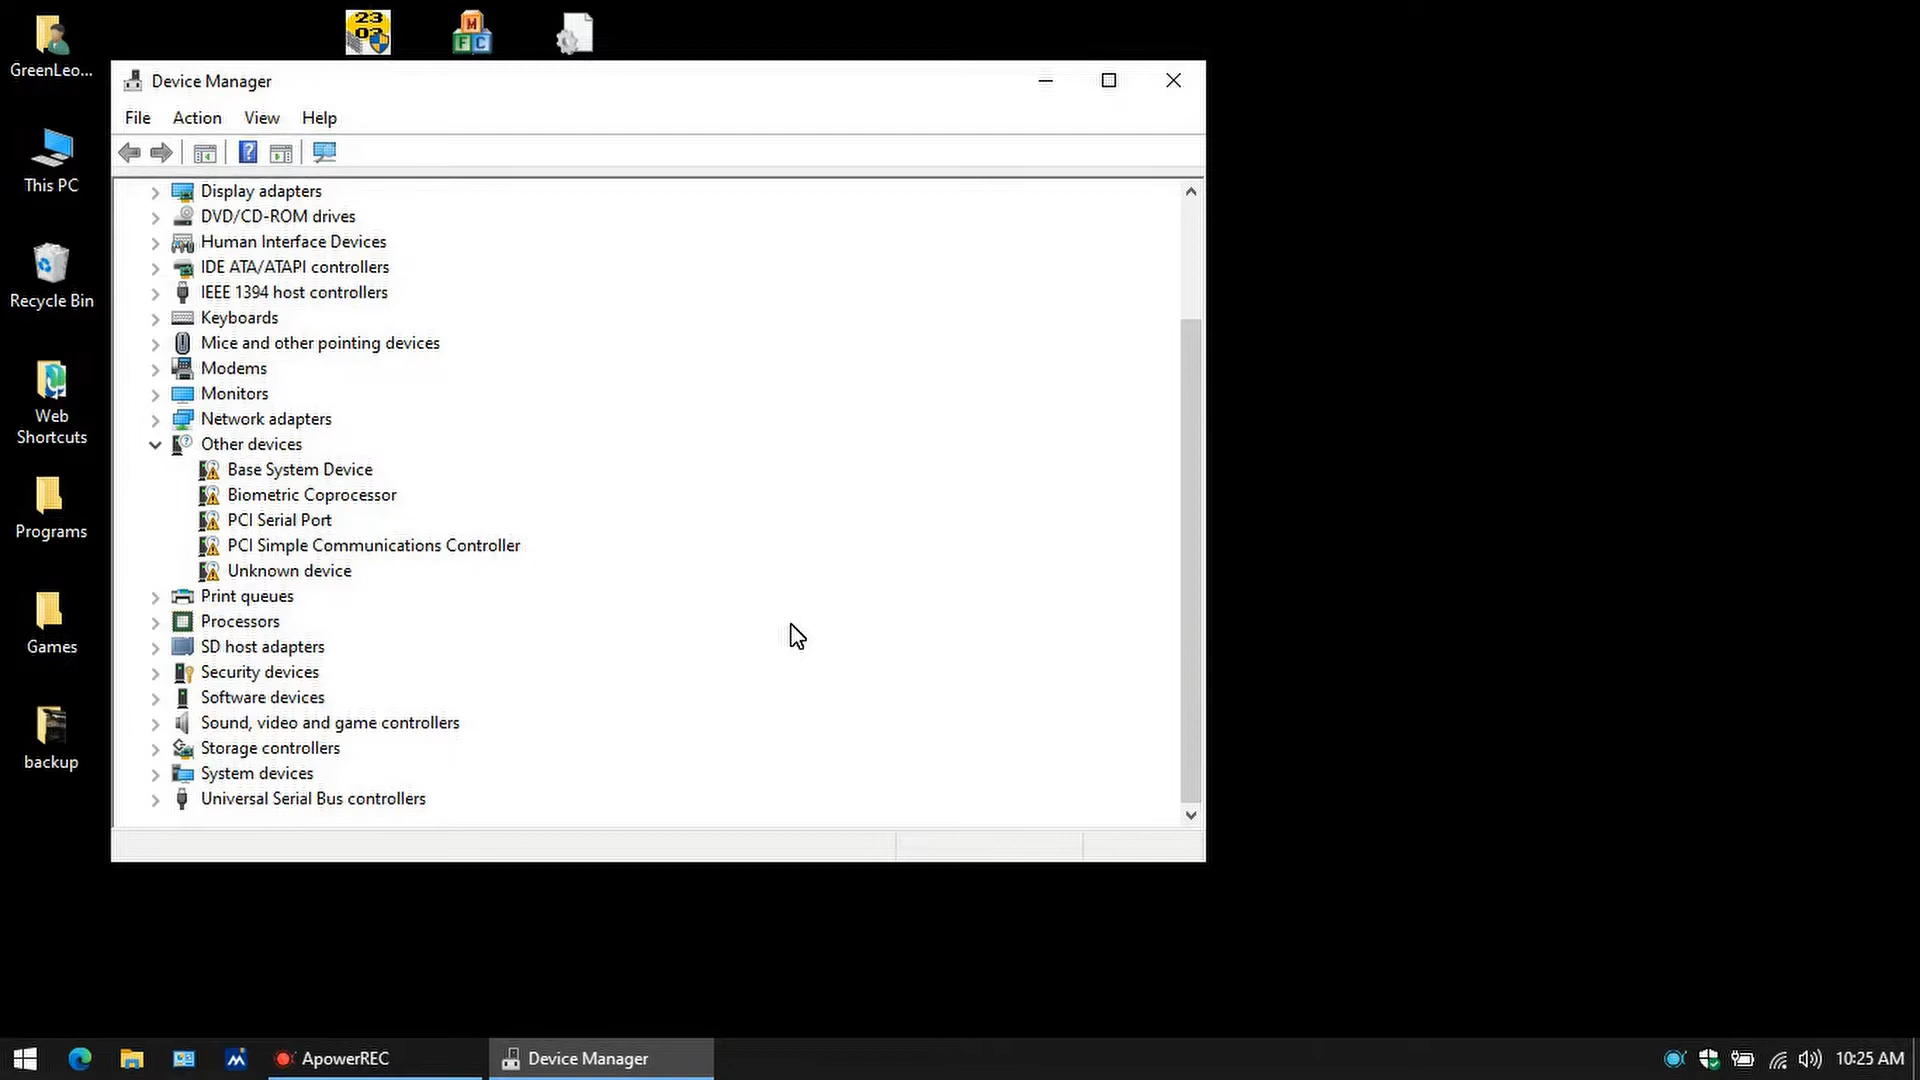 GreenLeo...
This PC
Recycle Bin
Web
Shortcuts
Programs
Games
backup
23
02
M
F C
Device Manager
File Action View Help
?
Display adapters
DVD/CD-ROM drives
Human Interface Devices
IDE ATA/ATAPI controllers
IEEE 1394 host controllers
Keyboards
Mice and other pointing devices
Modems
Monitors
Network adapters
Other devices
Base System Device
Biometric Coprocessor
PCI Serial Port
PCI Simple Communications Controller
Unknown device
Print queues
Processors
SD host adapters
Security devices
Software devices
Sound, video and game controllers
Storage controllers
System devices
Universal Serial Bus controllers
ApowerREC
Device Manager
10:25 AM